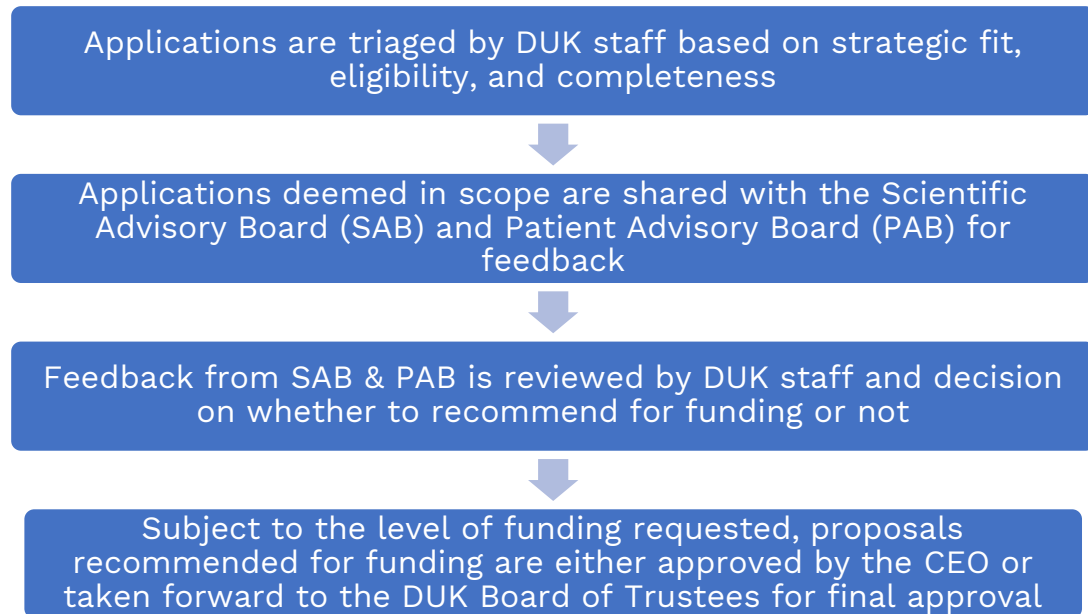 Applications are triaged by DUK staff based on strategic fit,
eligibility, and completeness
Applications deemed in scope are shared with the Scientific
Advisory Board (SAB) and Patient Advisory Board (PAB) for
feedback
Feedback from SAB & PAB is reviewed by DUK staff and decision
on whether to recommend for funding or not
Subject to the level of funding requested, proposals
recommended for funding are either approved by the CEO or
taken forward to the DUK Board of Trustees for final approval